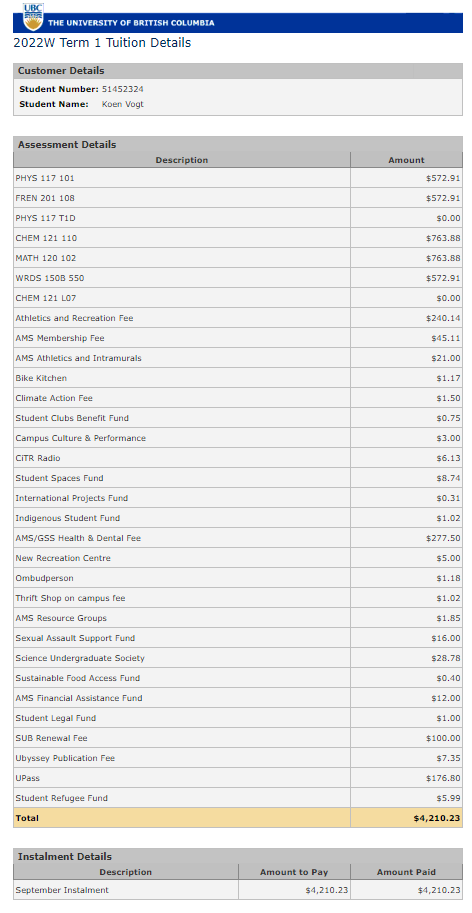 UBC
THE UNIVERSITY OF BRITISH COLUMBIA
2022W Term 1 Tuition Details
Customer Details
Student Number: 51452324
Student Name: Koen Vogt
Assessment Details
Description Amount
PHYS 117 101 $572.91
FREN 201 108 $572.91
PHYS 117 T1D $0.00
CHEM 121 110 $763.88
MATH 120 102 $763.88
WRDS 150B 550 $572.91
CHEM 121 L07 $0.00
Athletics and Recreation Fee $240.14
AMS Membership Fee $45.11
AMS Athletics and Intramurals $21.00
Bike Kitchen $1.17
Climate Action Fee $1.50
Student Clubs Benefit Fund $0.75
Campus Culture & Performance $3.00
CiTR Radio $6.13
Student Spaces Fund $8.74
International Projects Fund $0.31
Indigenous Student Fund $1.02
AMS/GSS Health & Dental Fee $277.50
New Recreation Centre $5.00
Ombudperson $1.18
Thrift Shop on campus fee $1.02
AMS Resource Groups $1.85
Sexual Assault Support Fund $16.00
Science Undergraduate Society $28.78
Sustainable Food Access Fund $0.40
AMS Financial Assistance Fund $12.00
Student Legal Fund $1.00
SUB Renewal Fee $100.00
Ubyssey Publication Fee $7.35
UPass $176.80
Student Refugee Fund $5.99
Total $4,210.23
Instalment Details
Description Amount to Pay Amount Paid
September Instalment $4,210.23 $4,210.23